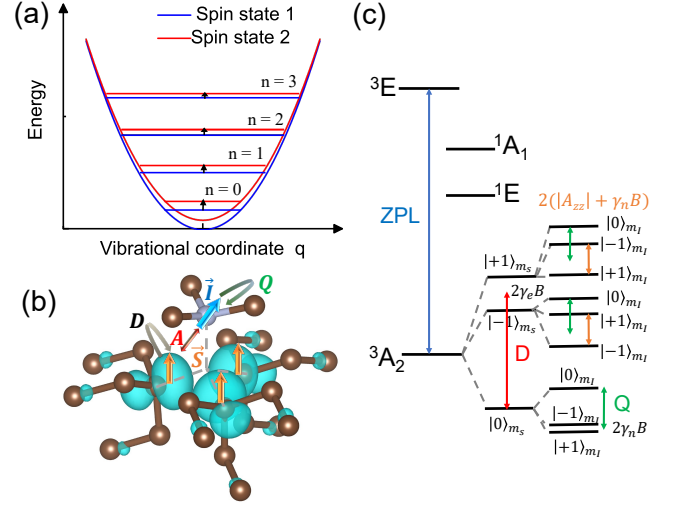 (a)
Spin state 1
Spin state 2
n = 3
n = 2
n = 1
n = 0
Energy
Vibrational coordinate q
(b)
I⃗
Q
D
A
S⃗
(c)
³E
¹A₁
¹E
ZPL
³A₂
2(|A_zz| + γ_nB)
|+1⟩_{m_s}
2γ_eB
|−1⟩_{m_s}
D
|0⟩_{m_s}
|0⟩_{m_I}
|−1⟩_{m_I}
|+1⟩_{m_I}
|0⟩_{m_I}
|+1⟩_{m_I}
|−1⟩_{m_I}
|0⟩_{m_I}
Q
|−1⟩_{m_I}
2γ_nB
|+1⟩_{m_I}